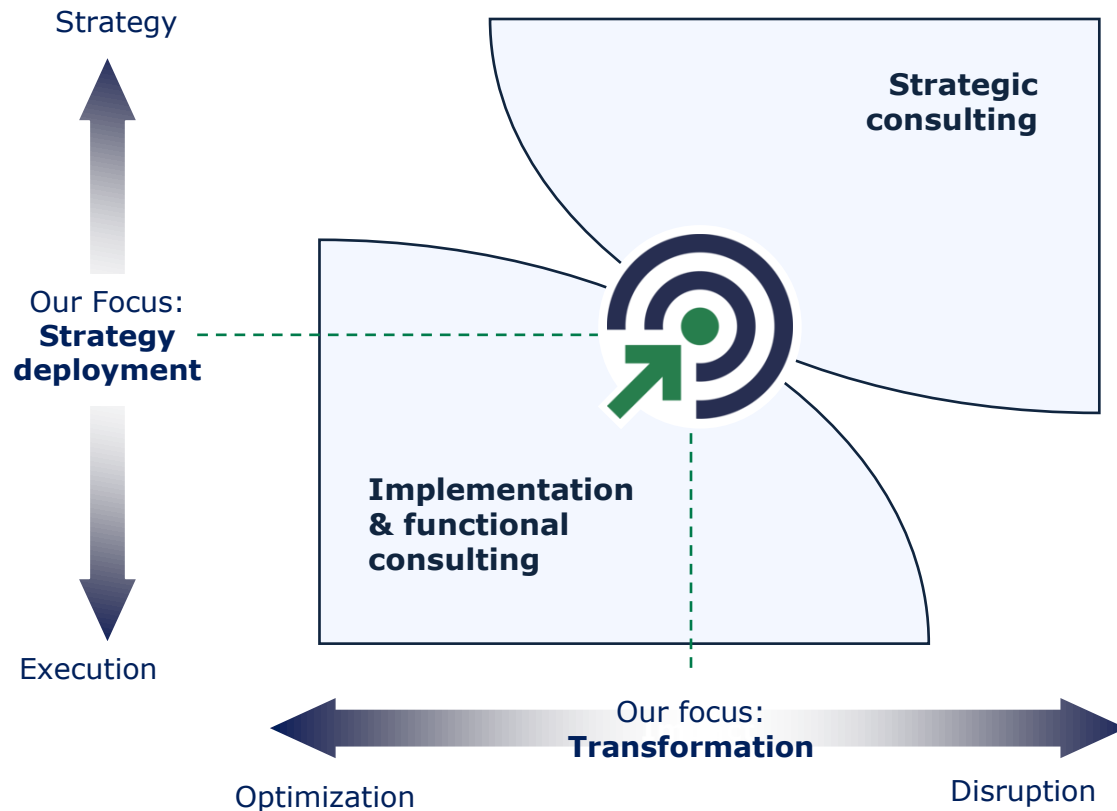 Strategy
Strategic
consulting
Our Focus:
Strategy
deployment
Implementation
& functional
consulting
Execution
Our focus:
Transformation
Optimization
Disruption